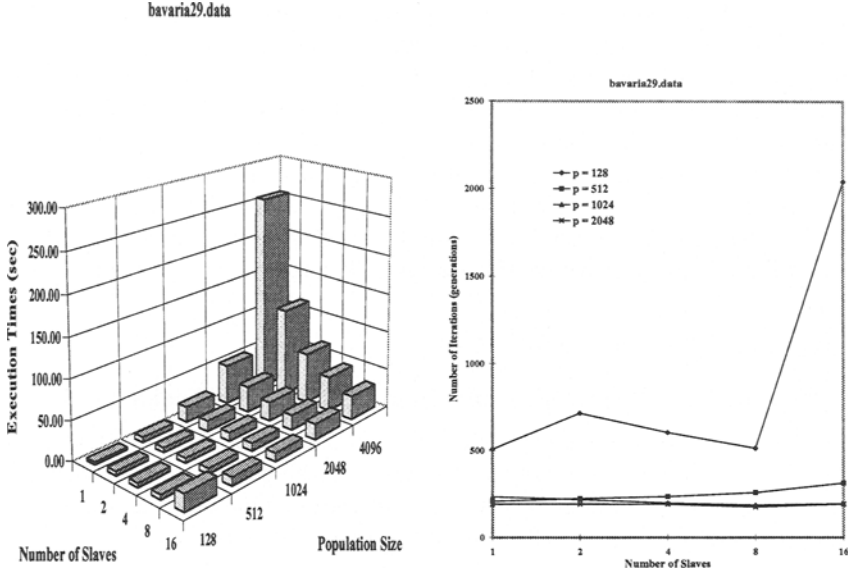 bavaria29.data
300.00
250.00
200.00
150.00
100.00
50.00
0.00
Execution Times (sec)
1
2
4
8
16
Number of Slaves
128
512
1024
2048
4096
Population Size
bavaria29.data
2500
2000
1500
1000
500
0
Number of Iterations (generations)
p = 128
p = 512
p = 1024
p = 2048
1 2 4 8 16
Number of Slaves